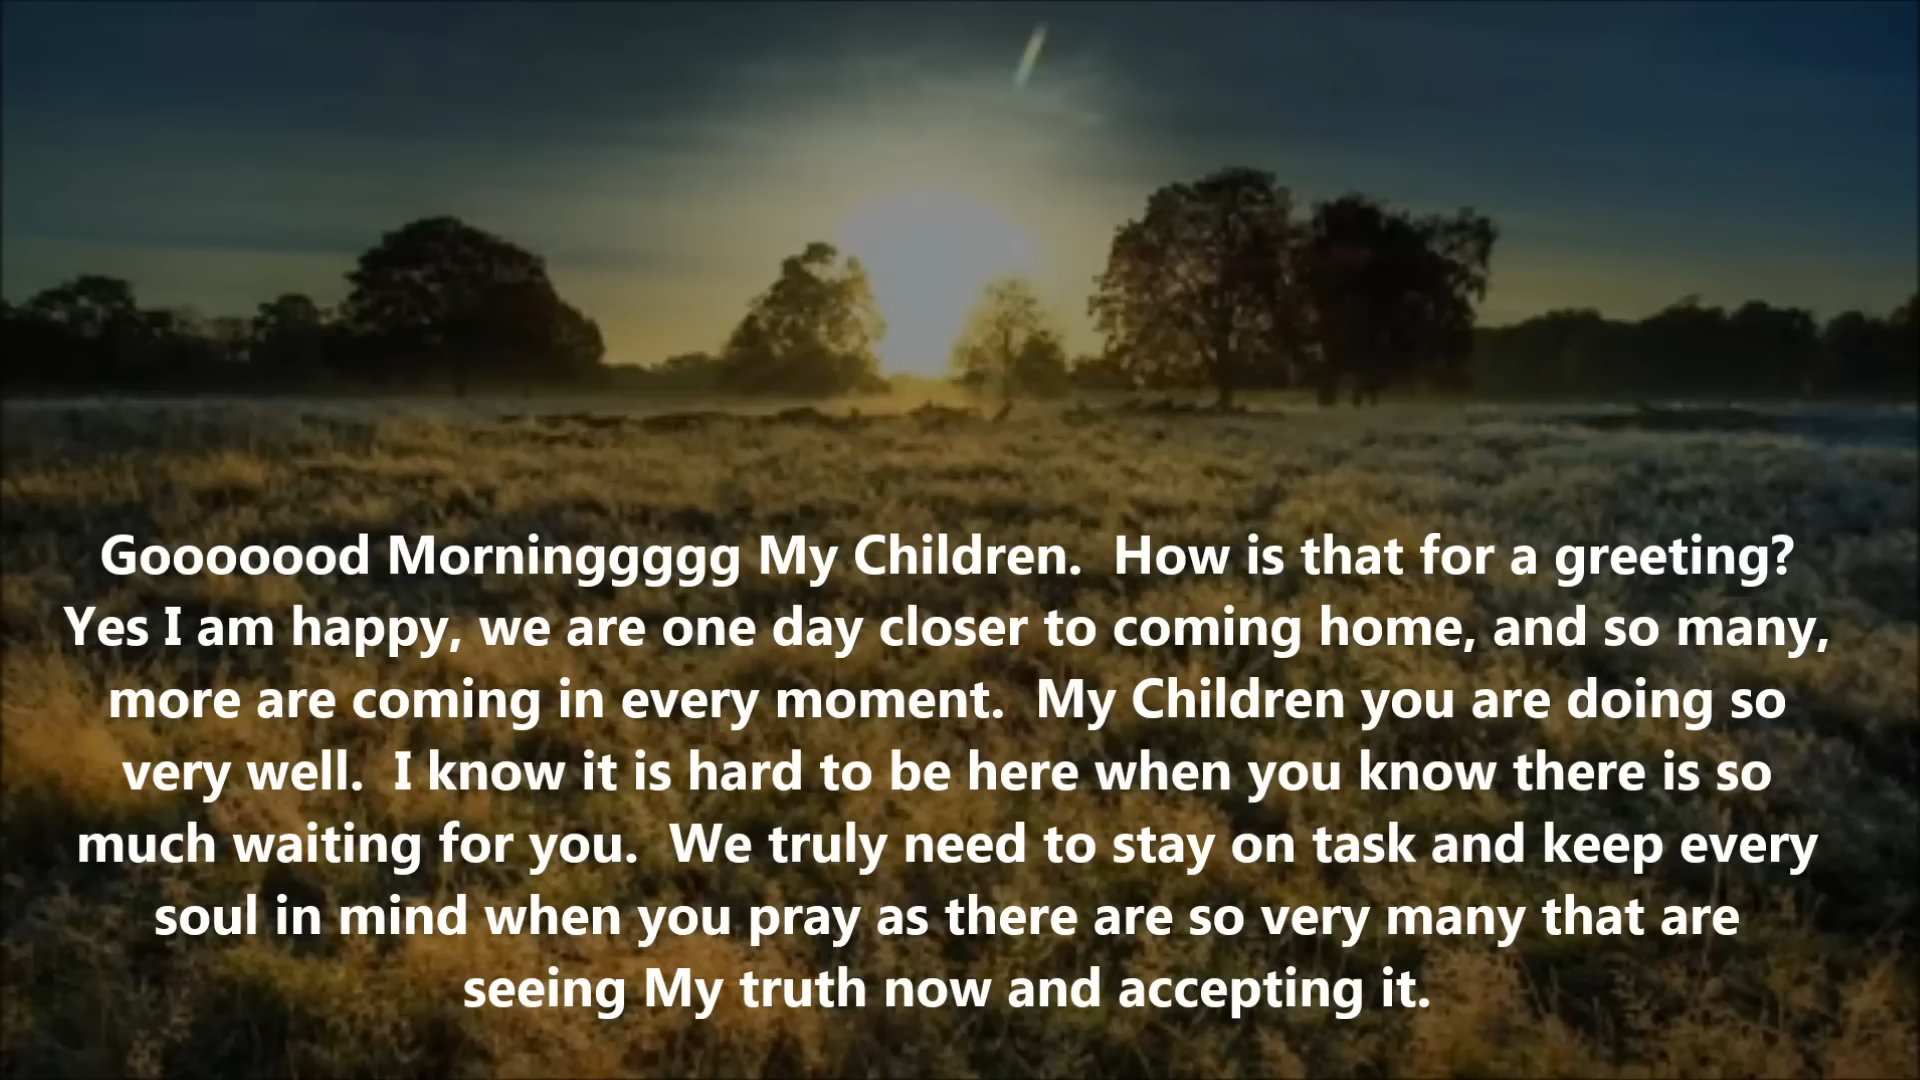 Gooooood Morninggggg My Children.  How is that for a greeting?
Yes I am happy, we are one day closer to coming home, and so many,
more are coming in every moment.  My Children you are doing so
very well.  I know it is hard to be here when you know there is so
much waiting for you.  We truly need to stay on task and keep every
soul in mind when you pray as there are so very many that are
seeing My truth now and accepting it.